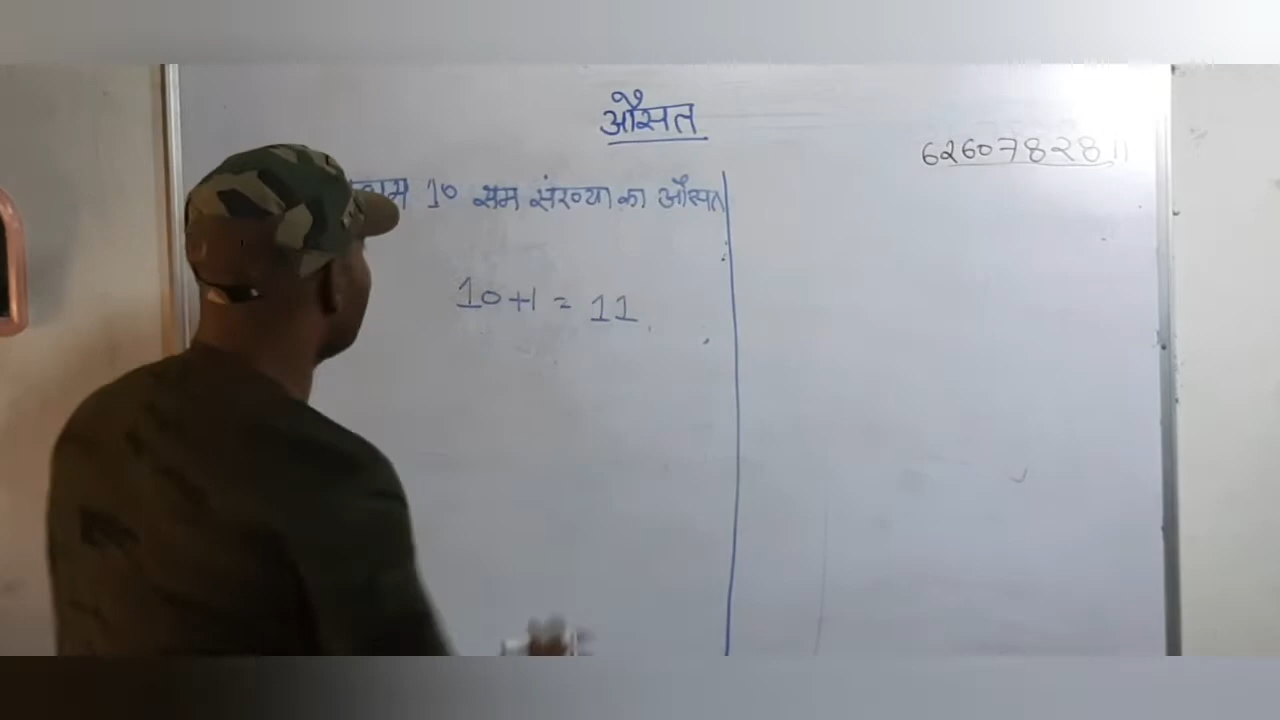 औसत
6260782811
10 सम संख्या का औसत
10+1 = 11